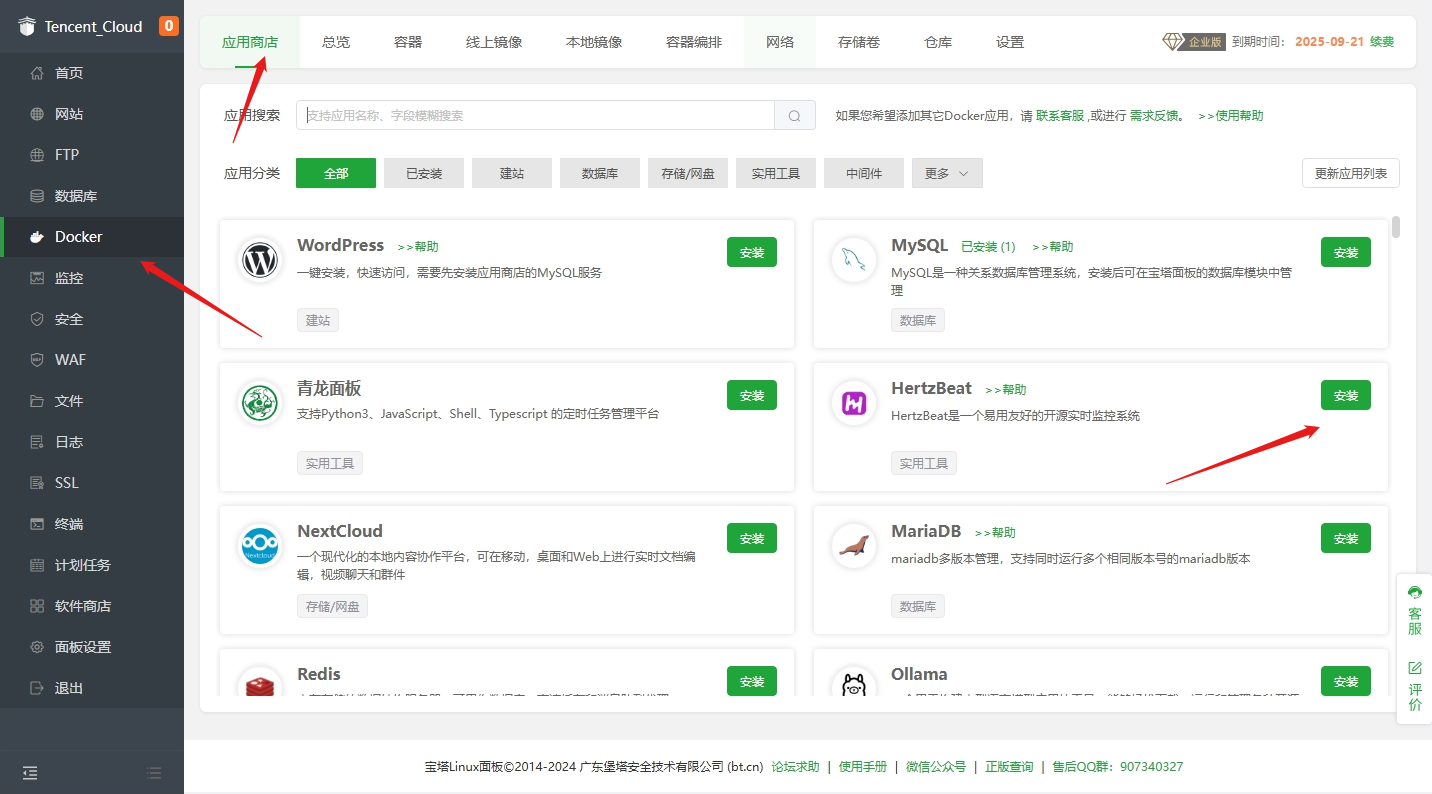 Tencent_Cloud 0
首页
网站
FTP
数据库
Docker
监控
安全
WAF
文件
日志
SSL
终端
计划任务
软件商店
面板设置
退出
应用商店 总览 容器 线上镜像 本地镜像 容器编排 网络 存储卷 仓库 设置 企业版 到期时间： 2025-09-21 续费
应用搜索 支持应用名称、字段模糊搜索 如果您希望添加其它Docker应用，请 联系客服 ,或进行 需求反馈。 >>使用帮助
应用分类 全部 已安装 建站 数据库 存储/网盘 实用工具 中间件 更多 更新应用列表
WordPress >>帮助 安装
一键安装，快速访问，需要先安装应用商店的MySQL服务
建站
MySQL 已安装 (1) >>帮助 安装
MySQL是一种关系数据库管理系统，安装后可在宝塔面板的数据库模块中管
理
数据库
青龙面板 安装
支持Python3、JavaScript、Shell、Typescript 的定时任务管理平台
实用工具
HertzBeat >>帮助 安装
HertzBeat是一个易用友好的开源实时监控系统
实用工具
NextCloud 安装
Nextcloud
一个现代化的本地内容协作平台，可在移动，桌面和Web上进行实时文档编
辑，视频聊天和群件
存储/网盘
MariaDB >>帮助 安装
mariadb多版本管理，支持同时运行多个相同版本号的mariadb版本
数据库
Redis 安装
Ollama 安装
客服
评价
宝塔Linux面板©2014-2024 广东堡塔安全技术有限公司 (bt.cn) 论坛求助 | 使用手册 | 微信公众号 | 正版查询 | 售后QQ群：907340327